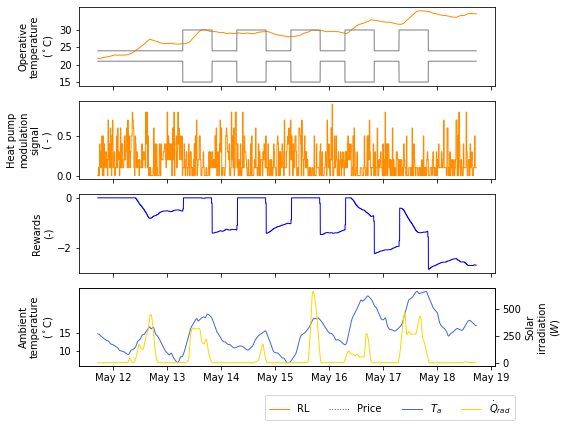 Operative
temperature
(°C)
30
25
20
15
Heat pump
modulation
signal
( - )
0.5
0.0
Rewards
(-)
0
−2
Ambient
temperature
(°C)
15
10
500
250
0
Solar
irradiation
(W)
May 12 May 13 May 14 May 15 May 16 May 17 May 18 May 19
RL Price T_a Q̇_rad